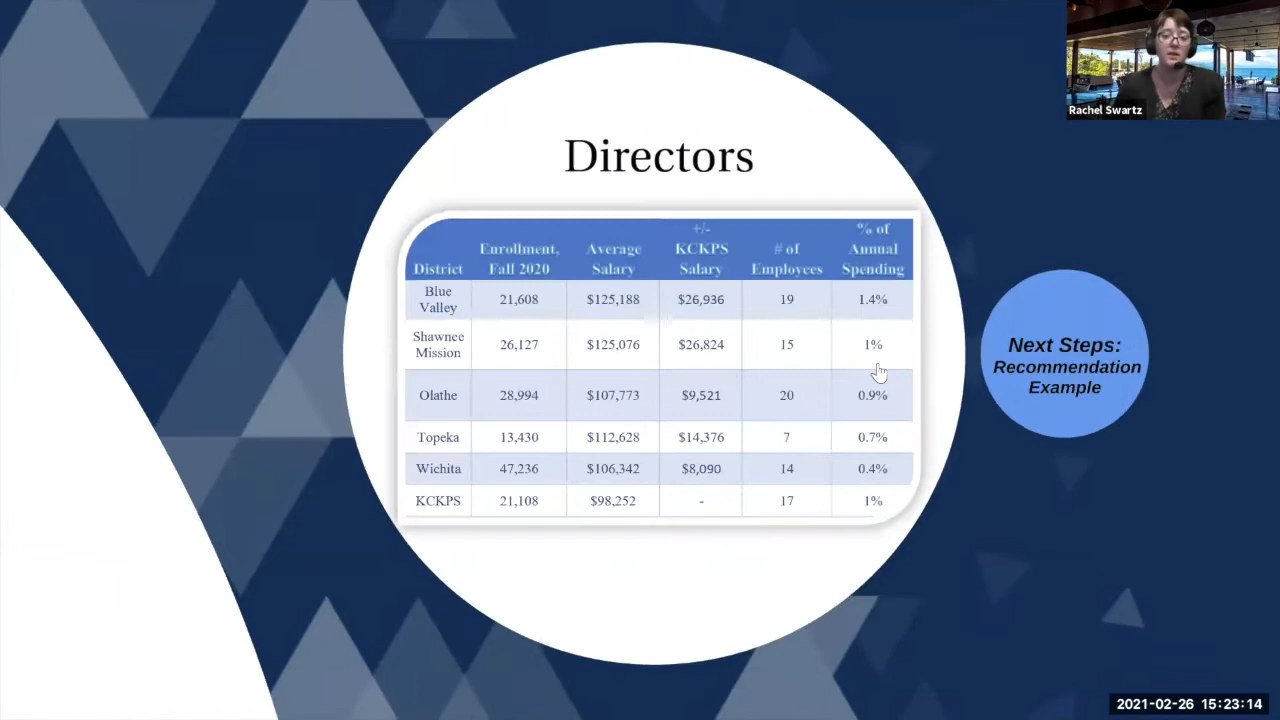 Rachel Swartz
Directors
District
Enrollment,
Fall 2020
Average
Salary
+/-
KCKPS
Salary
# of
Employees
% of
Annual
Spending
Blue
Valley
21,608
$125,188
$26,936
19
1.4%
Shawnee
Mission
26,127
$125,076
$26,824
15
1%
Olathe
28,994
$107,773
$9,521
20
0.9%
Topeka
13,430
$112,628
$14,376
7
0.7%
Wichita
47,236
$106,342
$8,090
14
0.4%
KCKPS
21,108
$98,252
-
17
1%
Next Steps:
Recommendation
Example
2021-02-26 15:23:14